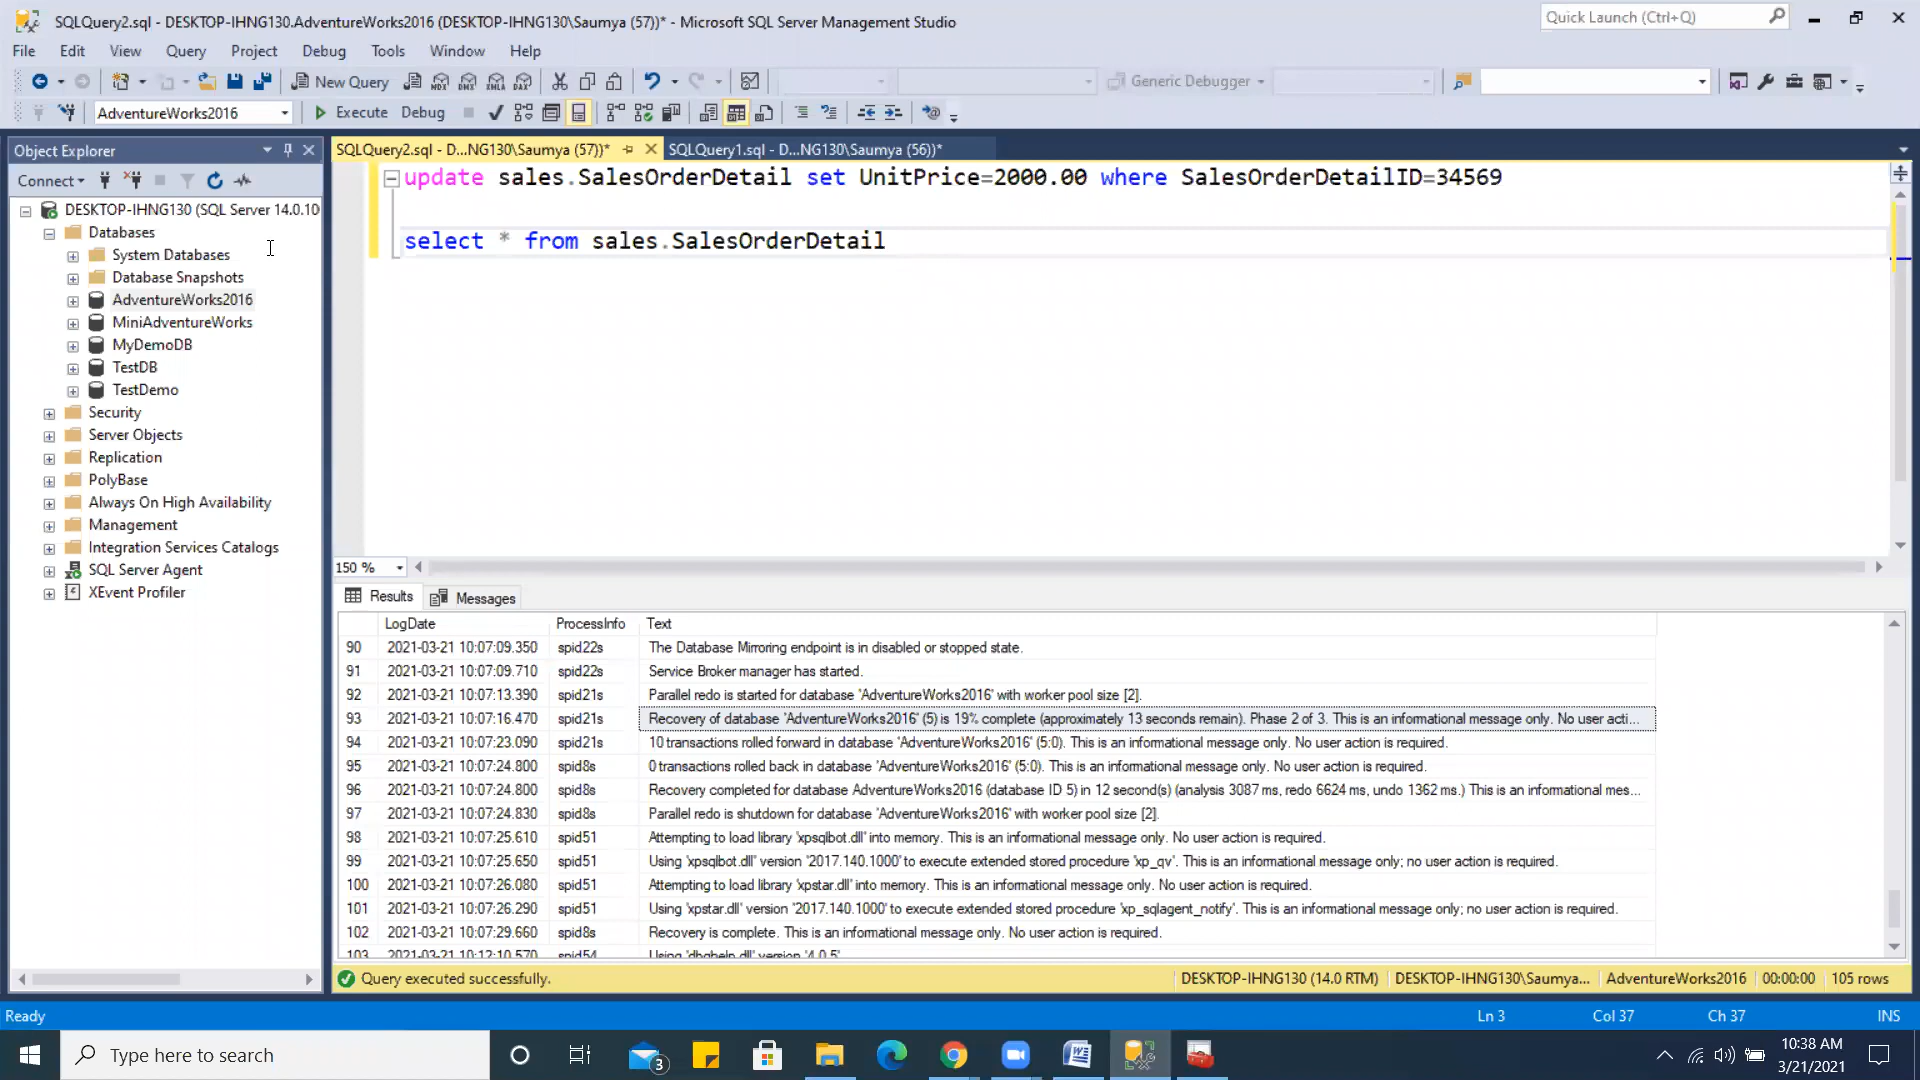 SQLQuery2.sql - DESKTOP-IHNG130.AdventureWorks2016 (DESKTOP-IHNG130\Saumya (57))* - Microsoft SQL Server Management Studio
Quick Launch (Ctrl+Q)
File Edit View Query Project Debug Tools Window Help
New Query
MDX DMX XMLA DAX
Generic Debugger
AdventureWorks2016
Execute Debug
Object Explorer
SQLQuery2.sql - D...NG130\Saumya (57))*
SQLQuery1.sql - D...NG130\Saumya (56))*
Connect
DESKTOP-IHNG130 (SQL Server 14.0.10
Databases
System Databases
Database Snapshots
AdventureWorks2016
MiniAdventureWorks
MyDemoDB
TestDB
TestDemo
Security
Server Objects
Replication
PolyBase
Always On High Availability
Management
Integration Services Catalogs
SQL Server Agent
XEvent Profiler
update sales.SalesOrderDetail set UnitPrice=2000.00 where SalesOrderDetailID=34569
select * from sales.SalesOrderDetail
150 %
Results Messages
LogDate ProcessInfo Text
90 2021-03-21 10:07:09.350 spid22s The Database Mirroring endpoint is in disabled or stopped state.
91 2021-03-21 10:07:09.710 spid22s Service Broker manager has started.
92 2021-03-21 10:07:13.390 spid21s Parallel redo is started for database 'AdventureWorks2016' with worker pool size [2].
93 2021-03-21 10:07:16.470 spid21s Recovery of database 'AdventureWorks2016' (5) is 19% complete (approximately 13 seconds remain). Phase 2 of 3. This is an informational message only. No user acti...
94 2021-03-21 10:07:23.090 spid21s 10 transactions rolled forward in database 'AdventureWorks2016' (5:0). This is an informational message only. No user action is required.
95 2021-03-21 10:07:24.800 spid8s 0 transactions rolled back in database 'AdventureWorks2016' (5:0). This is an informational message only. No user action is required.
96 2021-03-21 10:07:24.800 spid8s Recovery completed for database AdventureWorks2016 (database ID 5) in 12 second(s) (analysis 3087 ms, redo 6624 ms, undo 1362 ms.) This is an informational mes...
97 2021-03-21 10:07:24.830 spid8s Parallel redo is shutdown for database 'AdventureWorks2016' with worker pool size [2].
98 2021-03-21 10:07:25.610 spid51 Attempting to load library 'xpsqlbot.dll' into memory. This is an informational message only. No user action is required.
99 2021-03-21 10:07:25.650 spid51 Using 'xpsqlbot.dll' version '2017.140.1000' to execute extended stored procedure 'xp_qv'. This is an informational message only; no user action is required.
100 2021-03-21 10:07:26.080 spid51 Attempting to load library 'xpstar.dll' into memory. This is an informational message only. No user action is required.
101 2021-03-21 10:07:26.290 spid51 Using 'xpstar.dll' version '2017.140.1000' to execute extended stored procedure 'xp_sqlagent_notify'. This is an informational message only; no user action is required.
102 2021-03-21 10:07:29.660 spid8s Recovery is complete. This is an informational message only. No user action is required.
103 2021-03-21 10:12:10.570 spid54 Using 'dbghelp.dll' version '4.0.5'
Query executed successfully.
DESKTOP-IHNG130 (14.0 RTM) DESKTOP-IHNG130\Saumya... AdventureWorks2016 00:00:00 105 rows
Ready Ln 3 Col 37 Ch 37 INS
Type here to search
3
10:38 AM
3/21/2021